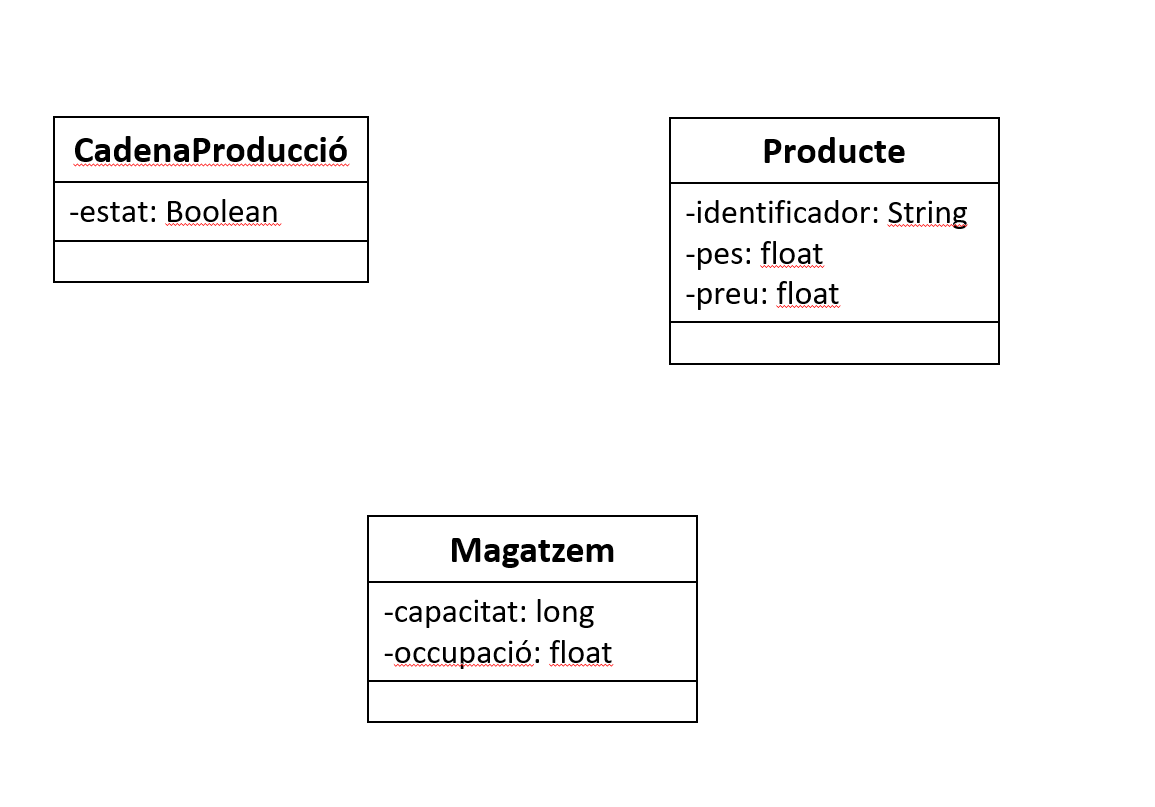 CadenaProducció
-estat: Boolean
Producte
-identificador: String
-pes: float
-preu: float
Magatzem
-capacitat: long
-occupació: float